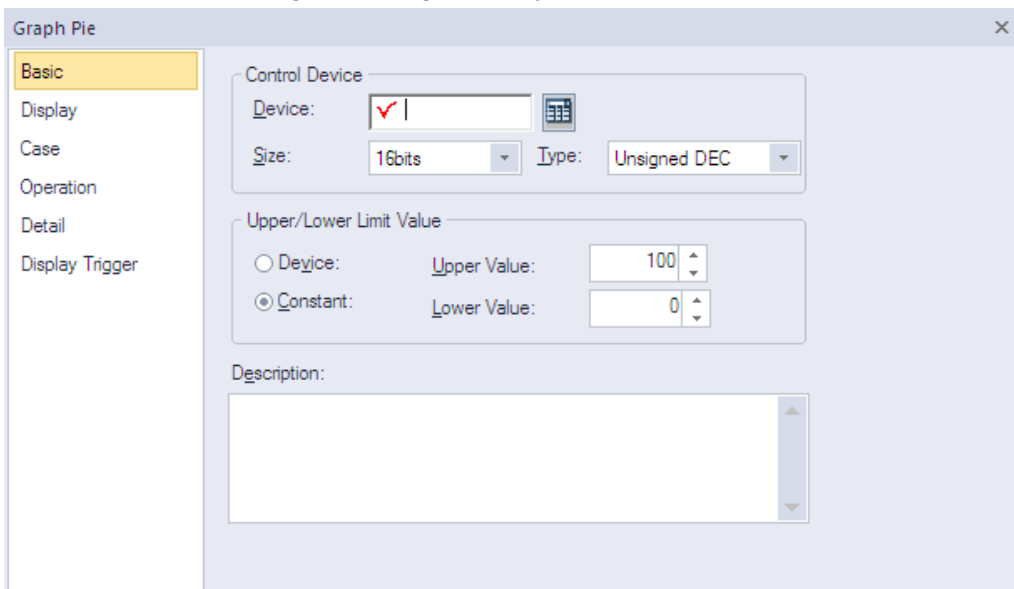 Graph Pie
Basic
Display
Case
Operation
Detail
Display Trigger
Control Device
Device:
Size: 16bits Type: Unsigned DEC
Upper/Lower Limit Value
Device: Upper Value: 100
Constant: Lower Value: 0
Description: